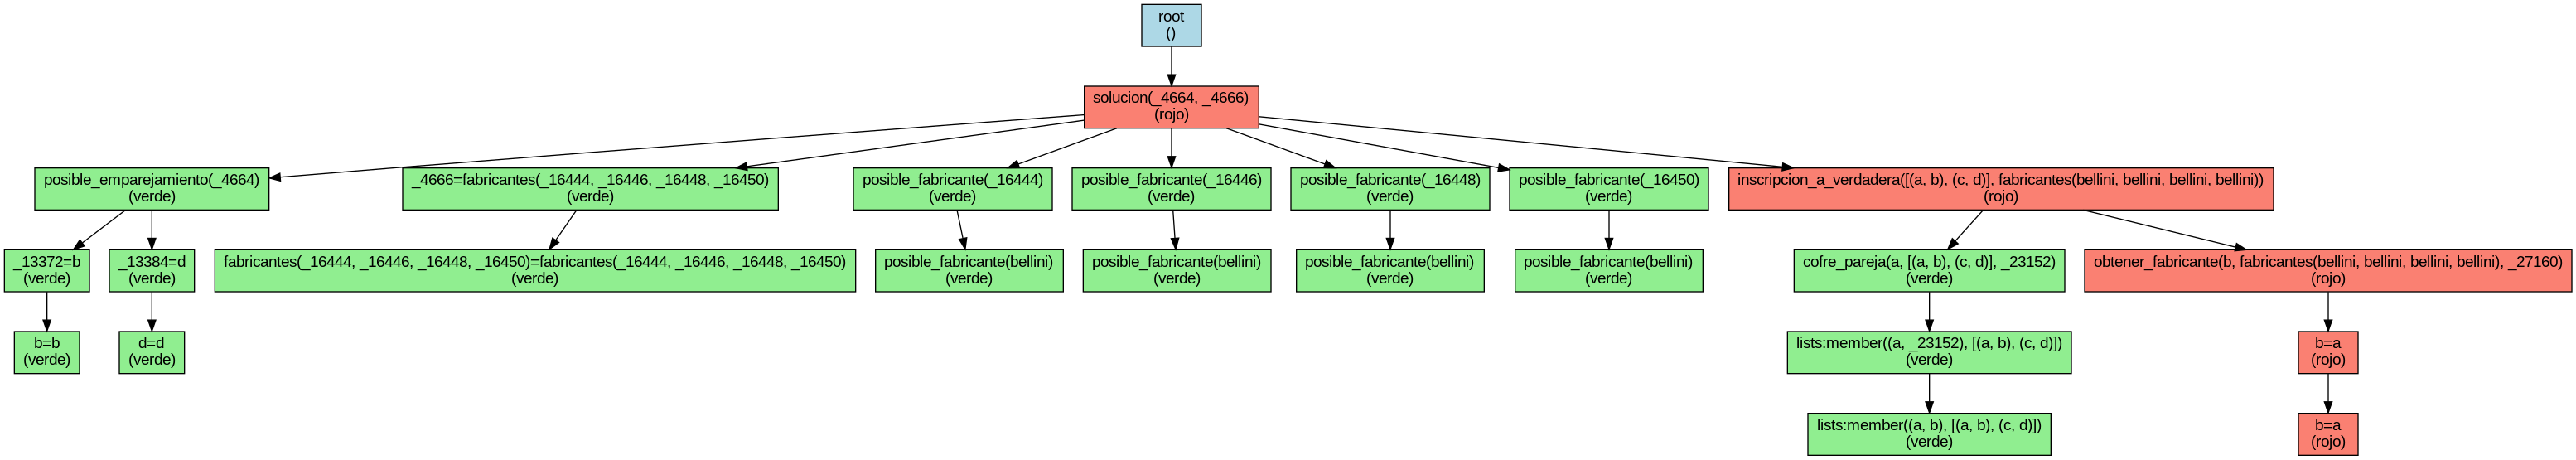 root
()
solucion(_4664, _4666)
(rojo)
posible_emparejamiento(_4664)
(verde)
_4666=fabricantes(_16444, _16446, _16448, _16450)
(verde)
posible_fabricante(_16444)
(verde)
posible_fabricante(_16446)
(verde)
posible_fabricante(_16448)
(verde)
posible_fabricante(_16450)
(verde)
inscripcion_a_verdadera([(a, b), (c, d)], fabricantes(bellini, bellini, bellini, bellini))
(rojo)
_13372=b
(verde)
_13384=d
(verde)
fabricantes(_16444, _16446, _16448, _16450)=fabricantes(_16444, _16446, _16448, _16450)
(verde)
posible_fabricante(bellini)
(verde)
posible_fabricante(bellini)
(verde)
posible_fabricante(bellini)
(verde)
posible_fabricante(bellini)
(verde)
cofre_pareja(a, [(a, b), (c, d)], _23152)
(verde)
obtener_fabricante(b, fabricantes(bellini, bellini, bellini, bellini), _27160)
(rojo)
b=b
(verde)
d=d
(verde)
lists:member((a, _23152), [(a, b), (c, d)])
(verde)
b=a
(rojo)
lists:member((a, b), [(a, b), (c, d)])
(verde)
b=a
(rojo)